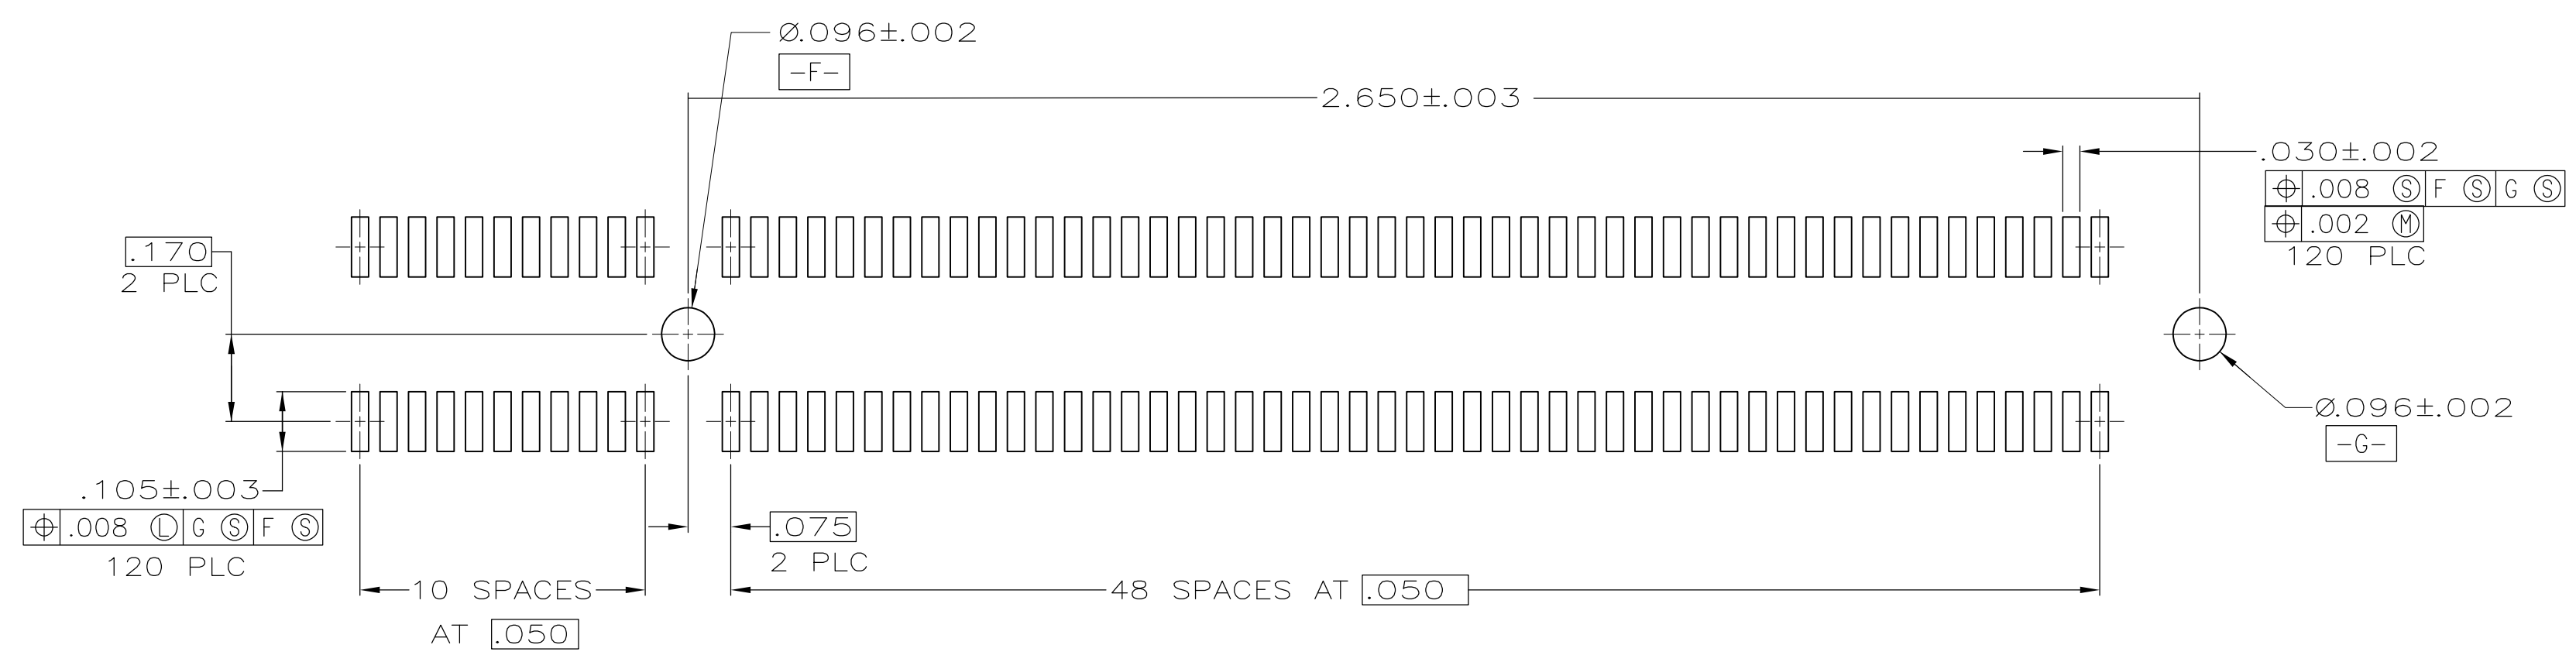 Ø.096±.002
-F-
2.650±.003
.030±.002
⌖ .008 Ⓢ F Ⓢ G Ⓢ
⌖ .002 Ⓜ
120 PLC
.170
2 PLC
Ø.096±.002
-G-
.105±.003
⌖ .008 Ⓛ G Ⓢ F Ⓢ
120 PLC
.075
2 PLC
10 SPACES
AT .050
48 SPACES AT .050